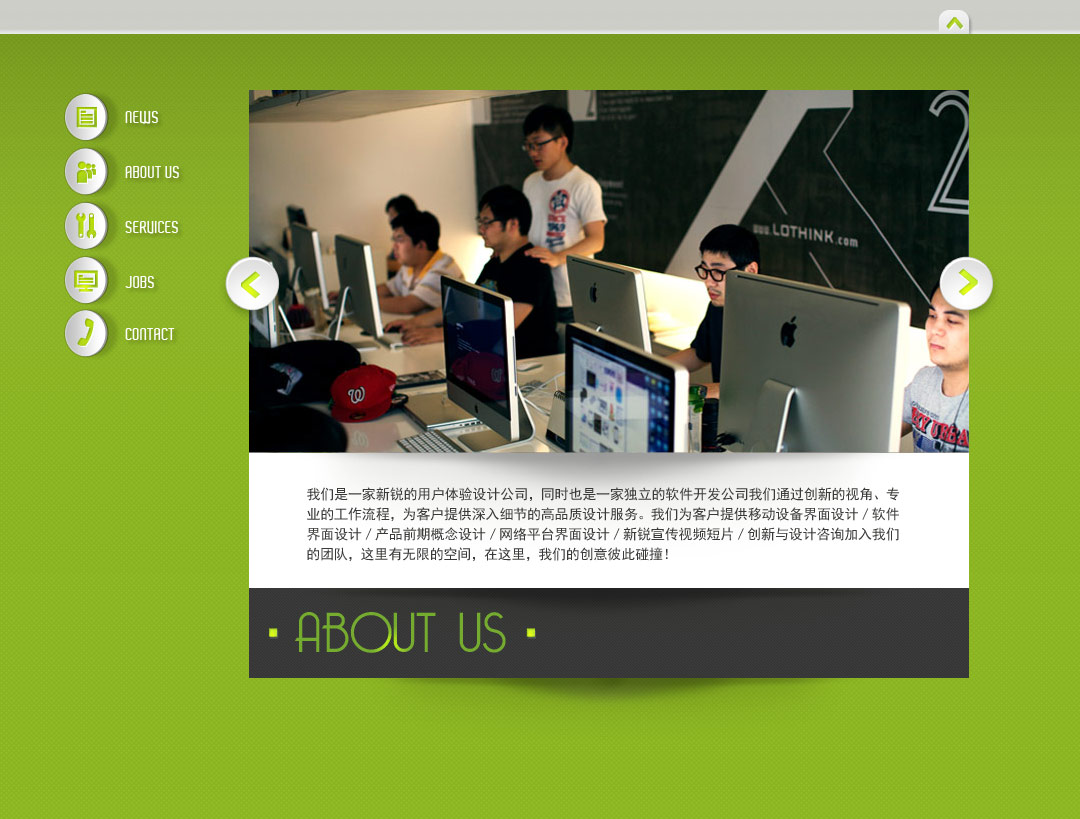 NEWS
ABOUT US
SERVICES
JOBS
CONTACT
2
www.LOTHINK.com
W
我们是一家新锐的用户体验设计公司，同时也是一家独立的软件开发公司我们通过创新的视角、专
业的工作流程，为客户提供深入细节的高品质设计服务。我们为客户提供移动设备界面设计 / 软件
界面设计 / 产品前期概念设计 / 网络平台界面设计 / 新锐宣传视频短片 / 创新与设计咨询加入我们
的团队，这里有无限的空间，在这里，我们的创意彼此碰撞！
ABOUT US